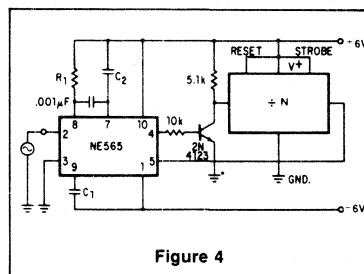 +6V
RESET STROBE
V+
R1
C2
5.1k
.001µF
÷ N
8 7 10
10k
2 NE565 4
2N
4123
3 5
9 1
GND.
C1
-6V
Figure 4